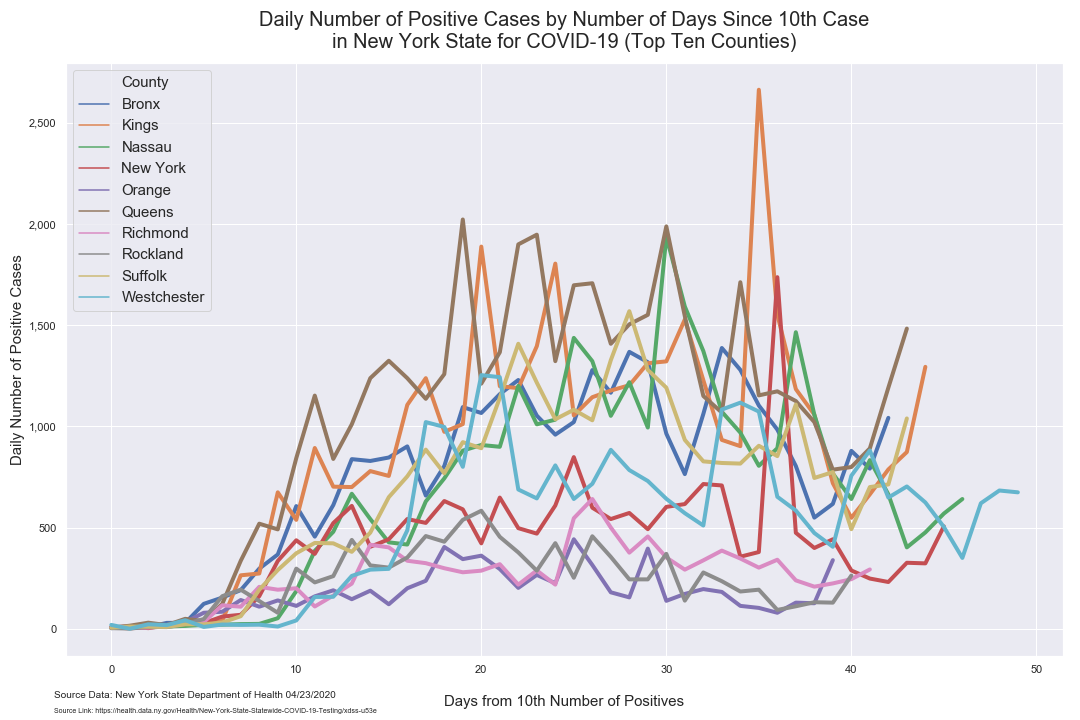 Daily Number of Positive Cases by Number of Days Since 10th Case
in New York State for COVID-19 (Top Ten Counties)
County
Bronx
Kings
Nassau
New York
Orange
Queens
Richmond
Rockland
Suffolk
Westchester
Daily Number of Positive Cases
2,500
2,000
1,500
1,000
500
0
0 10 20 30 40 50
Days from 10th Number of Positives
Source Data: New York State Department of Health 04/23/2020
Source Link: https://health.data.ny.gov/Health/New-York-State-Statewide-COVID-19-Testing/xdss-u53e